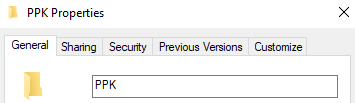 PPK Properties
General Sharing Security Previous Versions Customize
PPK